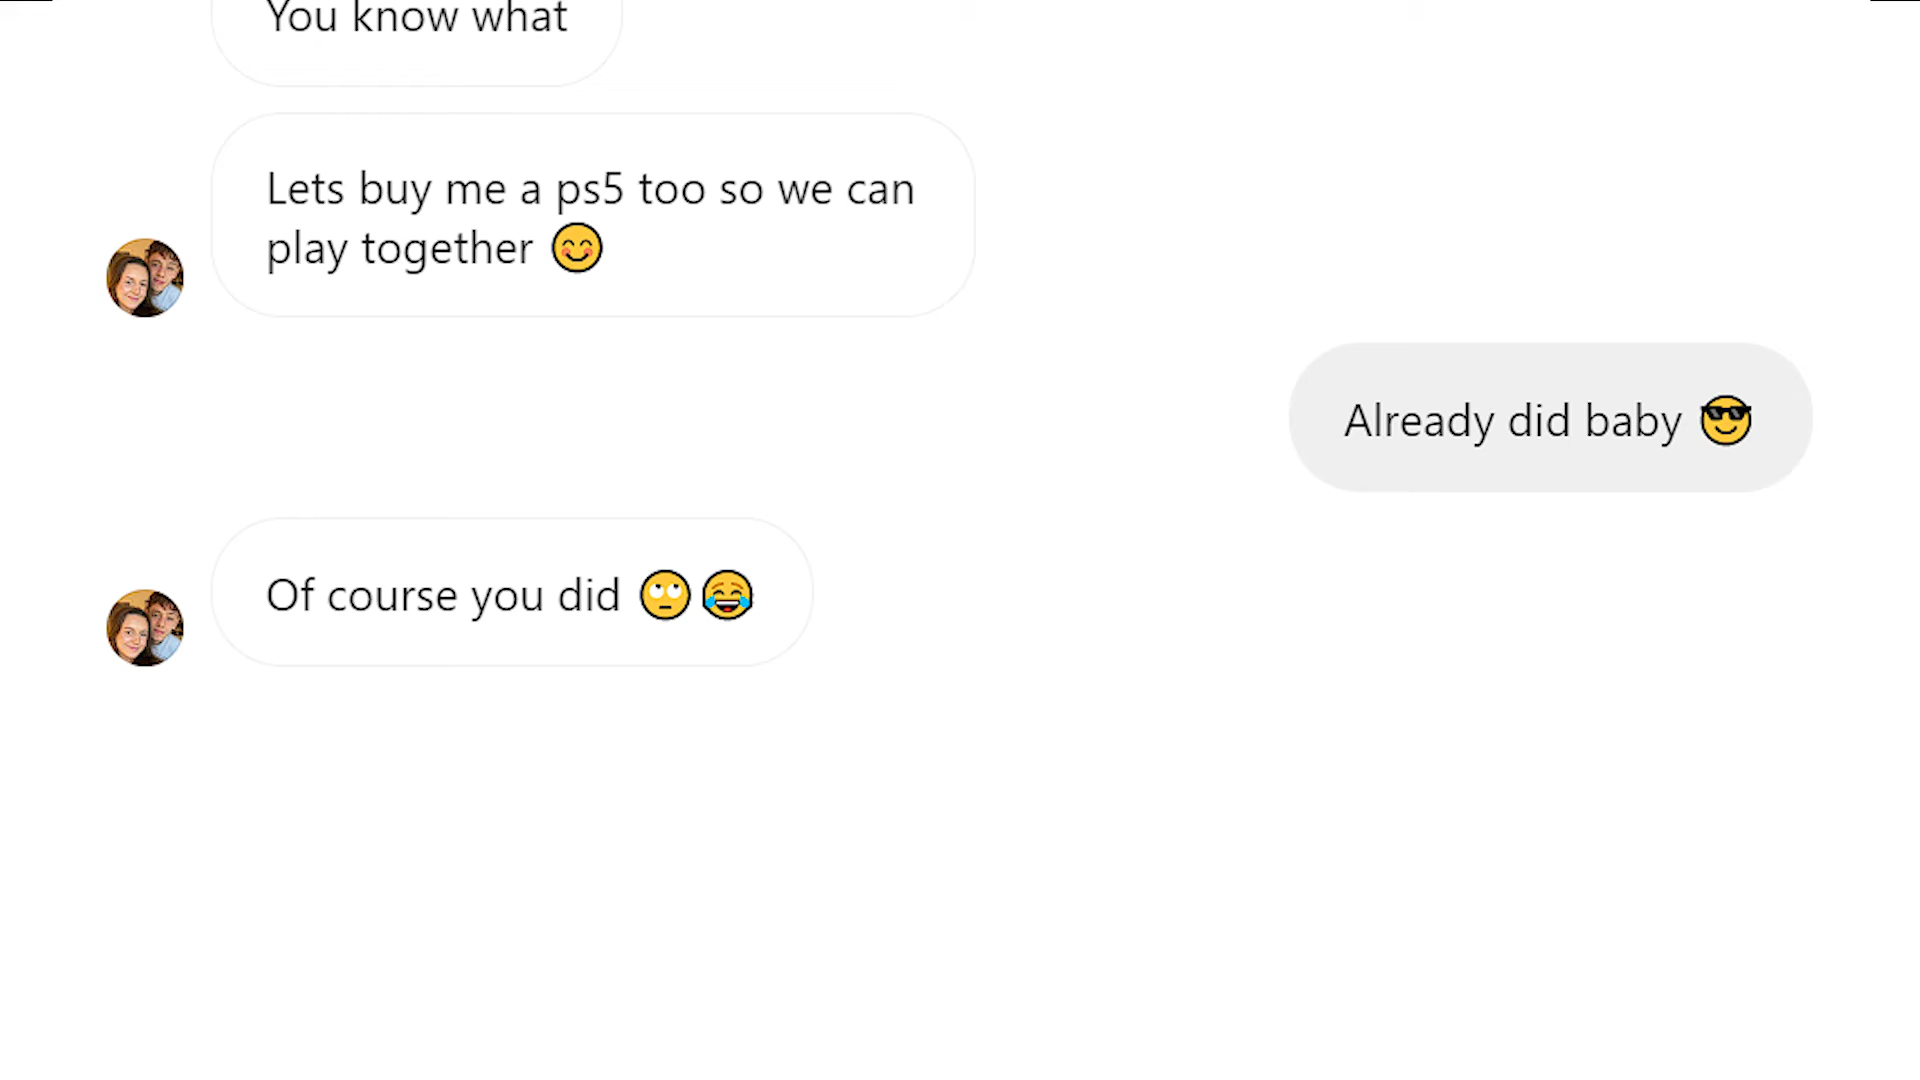 You know what
Lets buy me a ps5 too so we can
play together 😊
Already did baby 😎
Of course you did 🙄😂